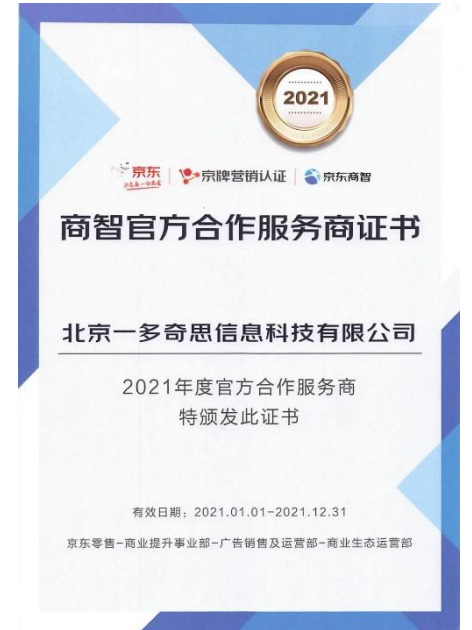 2021
京东
京牌营销认证
京东商智
商智官方合作服务商证书
北京一多奇思信息科技有限公司
2021年度官方合作服务商
特颁发此证书
有效日期：2021.01.01-2021.12.31
京东零售-商业提升事业部-广告销售及运营部-商业生态运营部